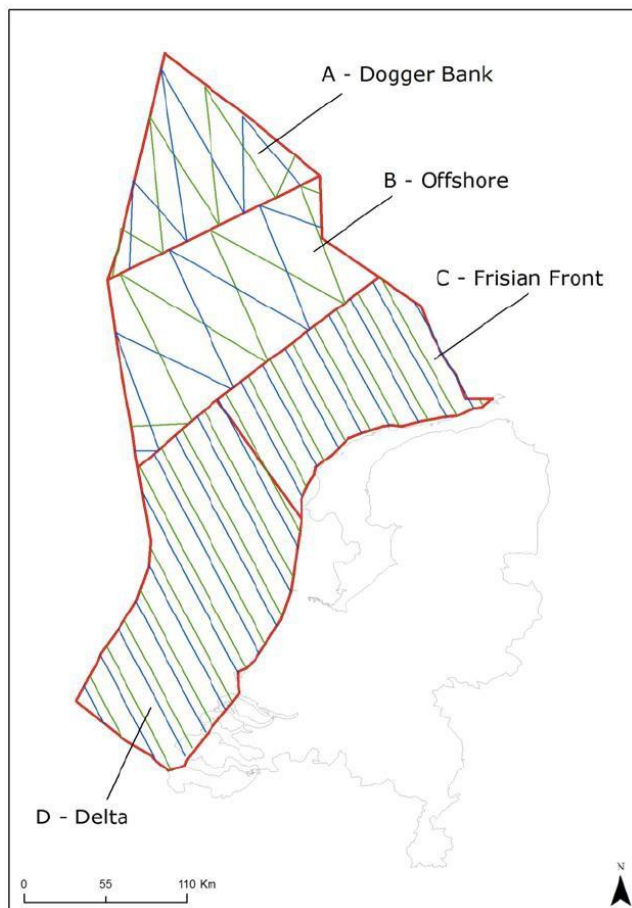 A - Dogger Bank
B - Offshore
C - Frisian Front
D - Delta
0 55 110 Km
N